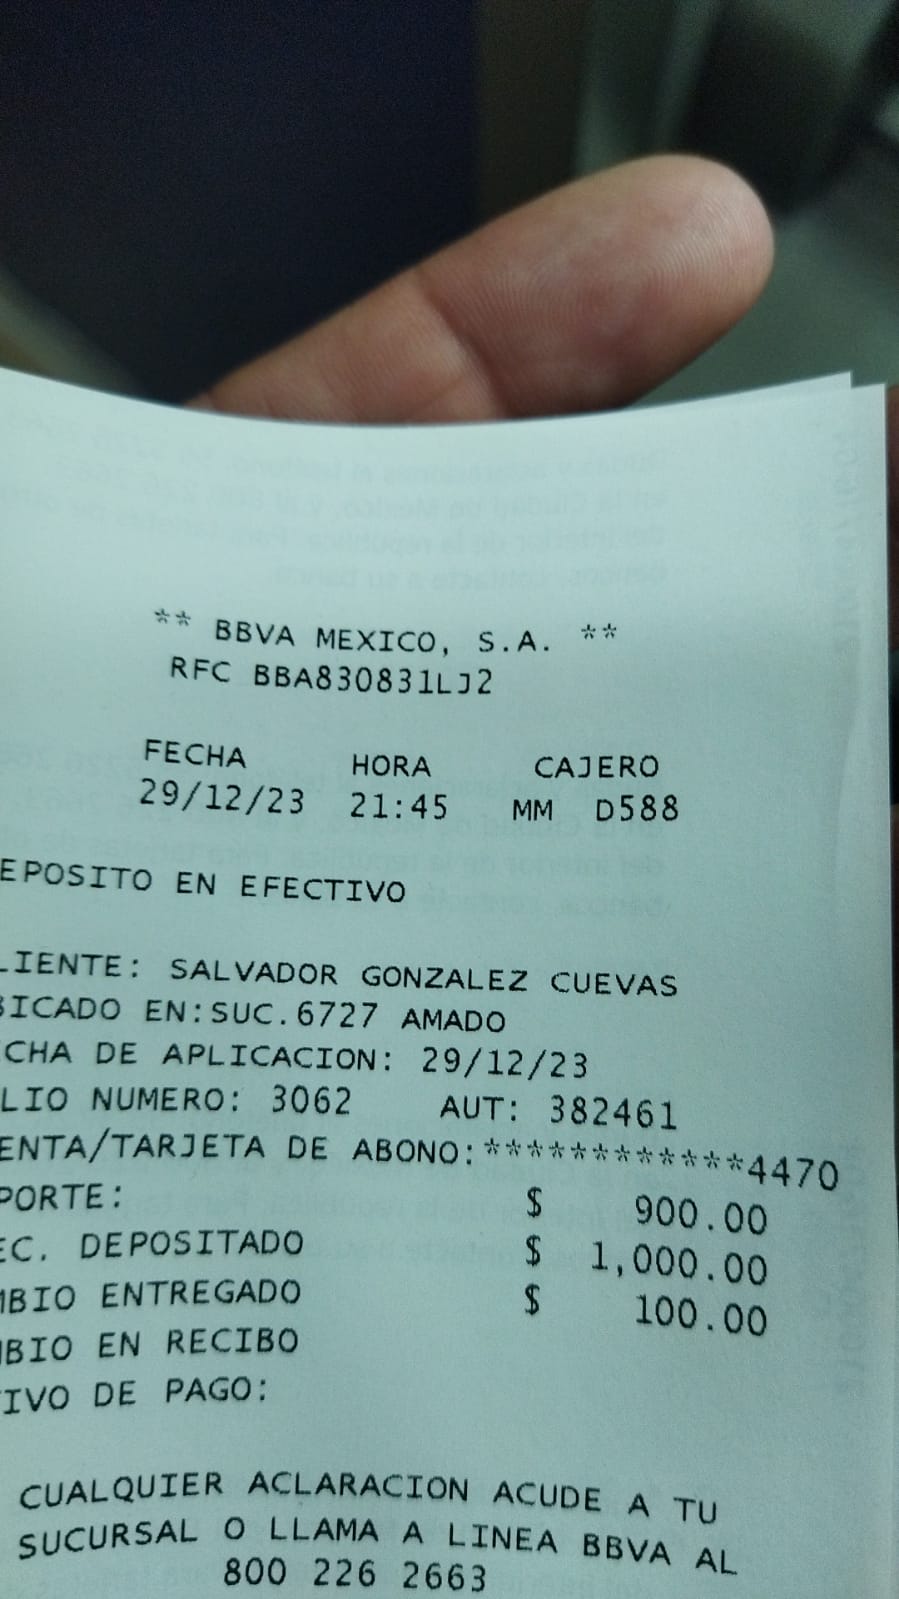 ** BBVA MEXICO, S.A. **
RFC BBA830831LJ2
FECHA HORA CAJERO
29/12/23 21:45 MM D588
EPOSITO EN EFECTIVO
LIENTE: SALVADOR GONZALEZ CUEVAS
BICADO EN:SUC.6727 AMADO
CHA DE APLICACION: 29/12/23
LIO NUMERO: 3062 AUT: 382461
ENTA/TARJETA DE ABONO:************4470
PORTE: $ 900.00
EC. DEPOSITADO $ 1,000.00
MBIO ENTREGADO $ 100.00
MBIO EN RECIBO
TIVO DE PAGO:
CUALQUIER ACLARACION ACUDE A TU
SUCURSAL O LLAMA A LINEA BBVA AL
800 226 2663